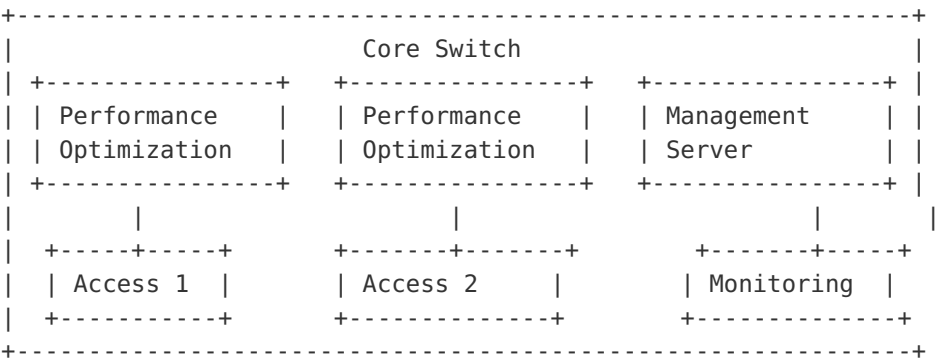 Core Switch
Performance Performance Management
Optimization Optimization Server
Access 1 Access 2 Monitoring